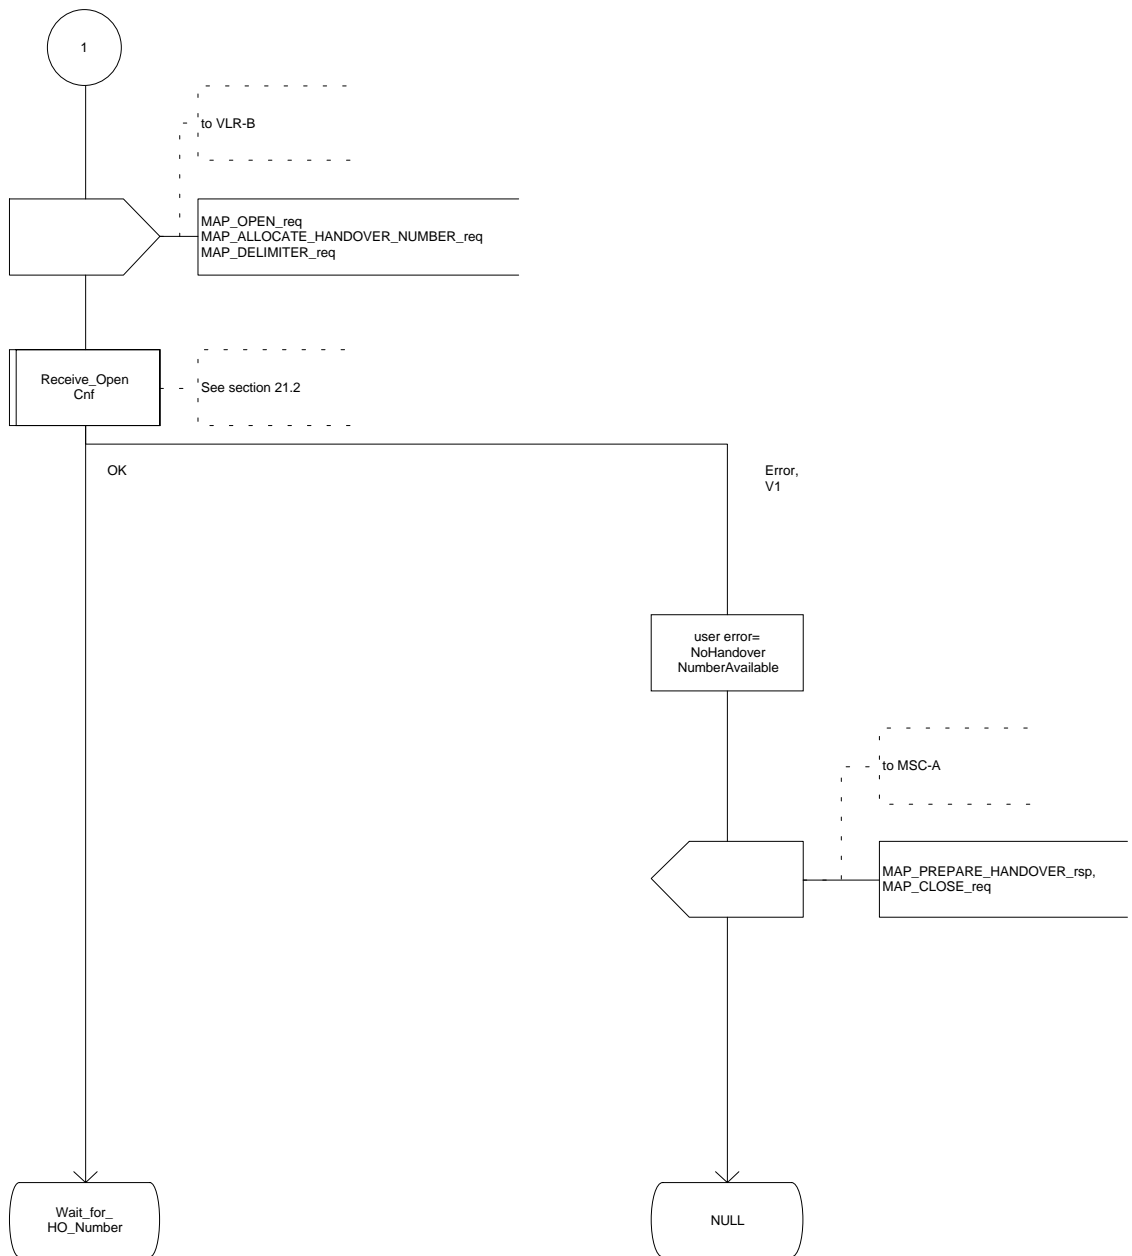 1
to VLR-B
MAP_OPEN_req
MAP_ALLOCATE_HANDOVER_NUMBER_req
MAP_DELIMITER_req
Receive_Open
Cnf
See section 21.2
OK
Error,
V1
user error=
NoHandover
NumberAvailable
to MSC-A
MAP_PREPARE_HANDOVER_rsp,
MAP_CLOSE_req
Wait_for_
HO_Number
NULL